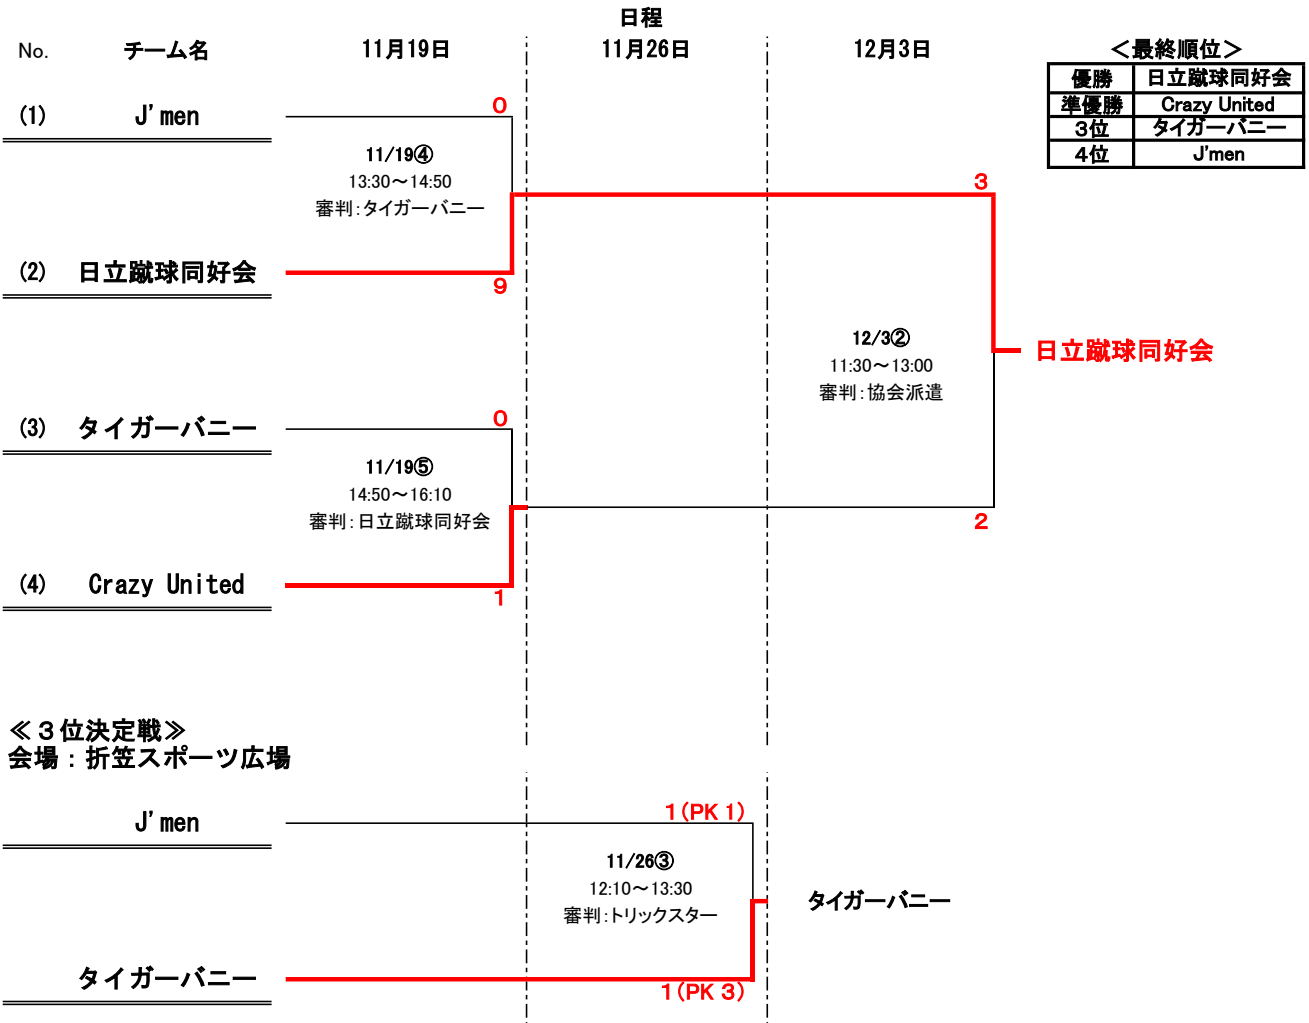 日程
No. チーム名 11月19日 11月26日 12月3日
＜最終順位＞
優勝 日立蹴球同好会
準優勝 Crazy United
３位 タイガーバニー
４位 J'men
(1) J'men
0
11/19④
13:30～14:50
審判：タイガーバニー
3
(2) 日立蹴球同好会
9
12/3②
11:30～13:00
審判：協会派遣
日立蹴球同好会
(3) タイガーバニー
0
11/19⑤
14:50～16:10
審判：日立蹴球同好会
2
(4) Crazy United
1
≪３位決定戦≫
会場：折笠スポーツ広場
J'men
1(PK 1)
11/26③
12:10～13:30
審判：トリックスター
タイガーバニー
タイガーバニー
1(PK 3)